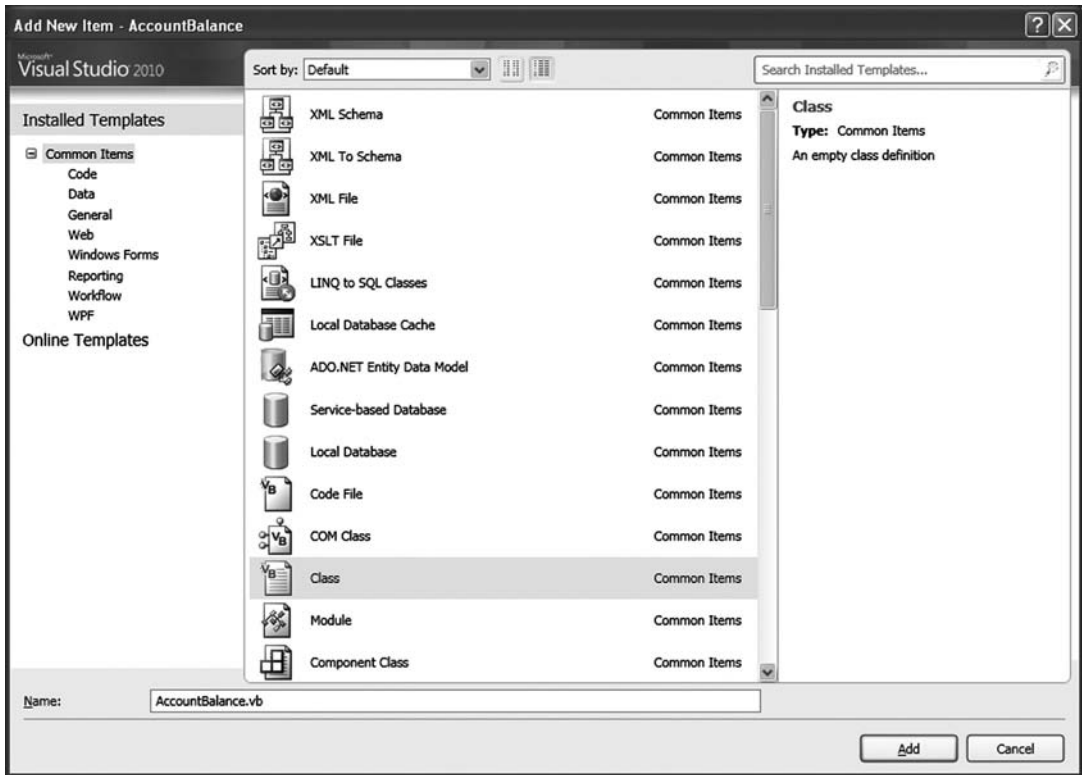 Add New Item - AccountBalance
Microsoft
Visual Studio 2010
Sort by: Default
Search Installed Templates...
Installed Templates
Common Items
Code
Data
General
Web
Windows Forms
Reporting
Workflow
WPF
Online Templates
XML Schema Common Items
XML To Schema Common Items
XML File Common Items
XSLT File Common Items
LINQ to SQL Classes Common Items
Local Database Cache Common Items
ADO.NET Entity Data Model Common Items
Service-based Database Common Items
Local Database Common Items
Code File Common Items
COM Class Common Items
Class Common Items
Module Common Items
Component Class Common Items
Class
Type: Common Items
An empty class definition
Name: AccountBalance.vb
Add Cancel